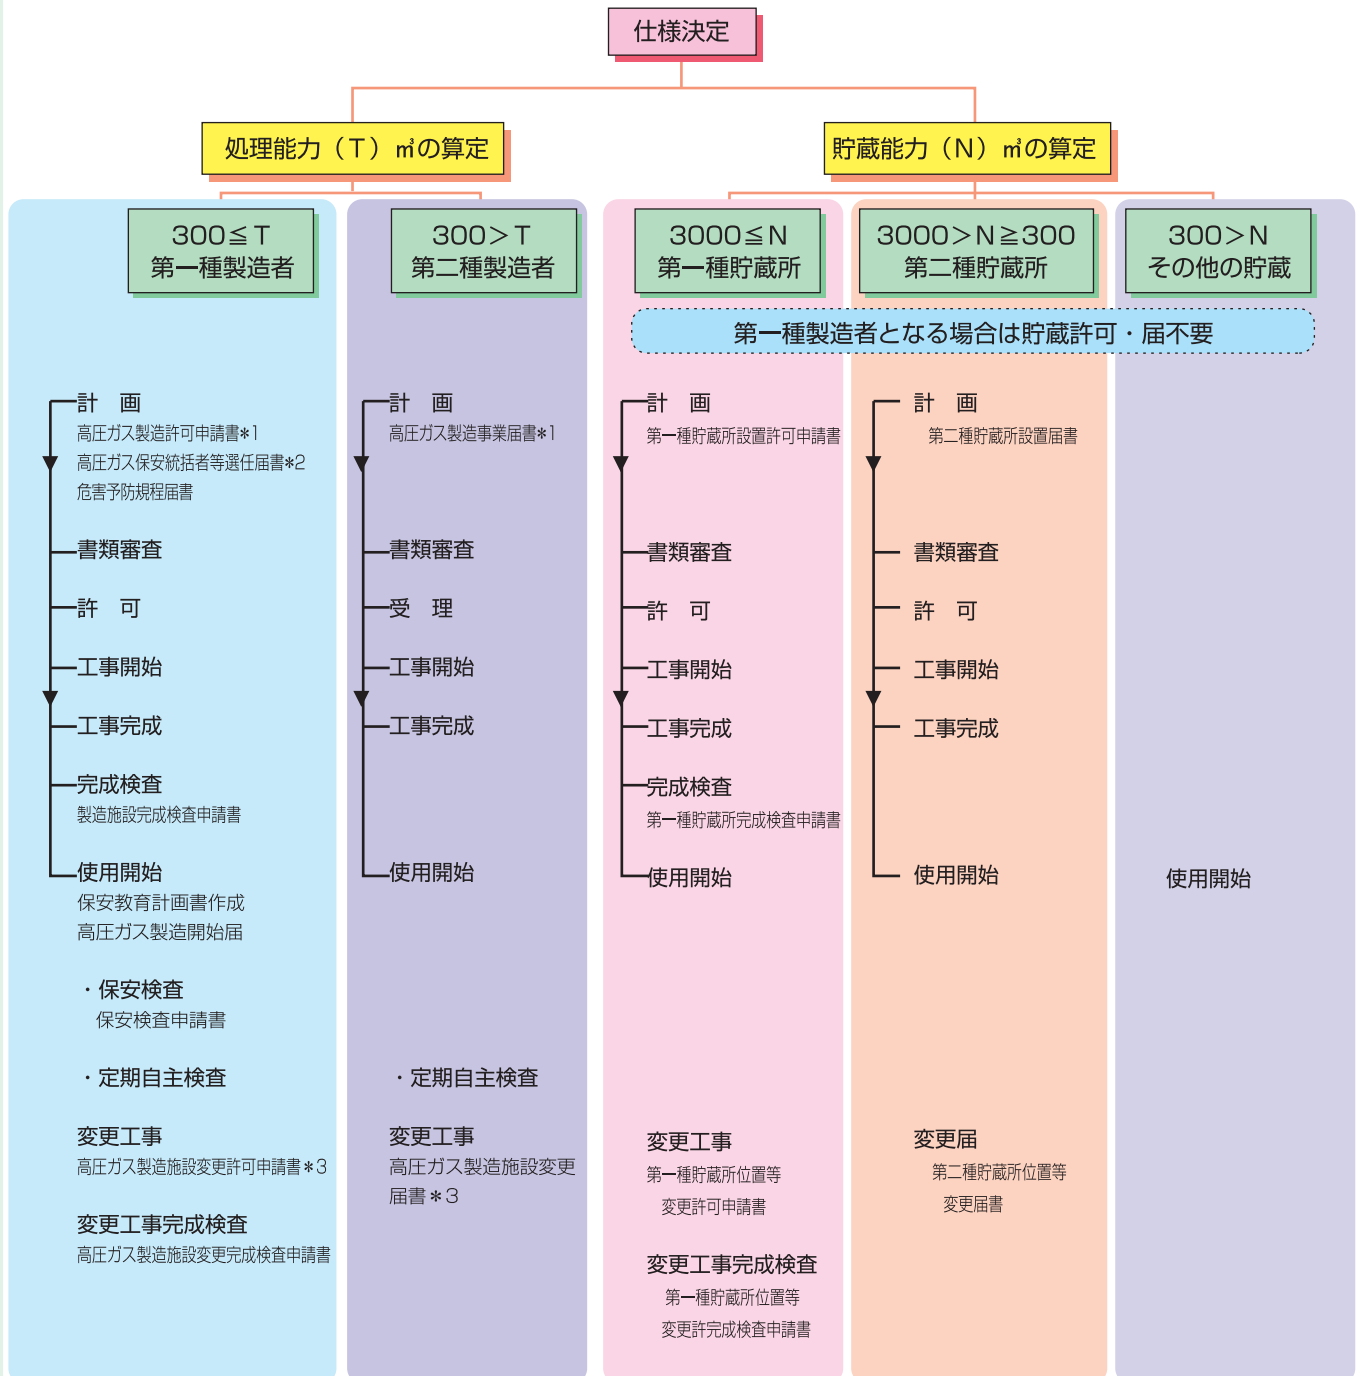 仕様決定
処理能力（Ｔ）㎥の算定
貯蔵能力（Ｎ）㎥の算定
300≦T
第一種製造者
300＞T
第二種製造者
3000≦N
第一種貯蔵所
3000＞N≧300
第二種貯蔵所
300＞N
その他の貯蔵
第一種製造者となる場合は貯蔵許可・届不要
計　画
高圧ガス製造許可申請書＊1
高圧ガス保安統括者等選任届書＊2
危害予防規程届書
書類審査
許　可
工事開始
工事完成
完成検査
製造施設完成検査申請書
使用開始
保安教育計画書作成
高圧ガス製造開始届
・保安検査
保安検査申請書
・定期自主検査
変更工事
高圧ガス製造施設変更許可申請書＊3
変更工事完成検査
高圧ガス製造施設変更完成検査申請書
計　画
高圧ガス製造事業届書＊1
書類審査
受　理
工事開始
工事完成
使用開始
・定期自主検査
変更工事
高圧ガス製造施設変更
届書＊3
計　画
第一種貯蔵所設置許可申請書
書類審査
許　可
工事開始
工事完成
完成検査
第一種貯蔵所完成検査申請書
使用開始
変更工事
第一種貯蔵所位置等
変更許可申請書
変更工事完成検査
第一種貯蔵所位置等
変更許完成検査申請書
計　画
第二種貯蔵所設置届書
書類審査
許　可
工事開始
工事完成
使用開始
変更届
第二種貯蔵所位置等
変更届書
使用開始